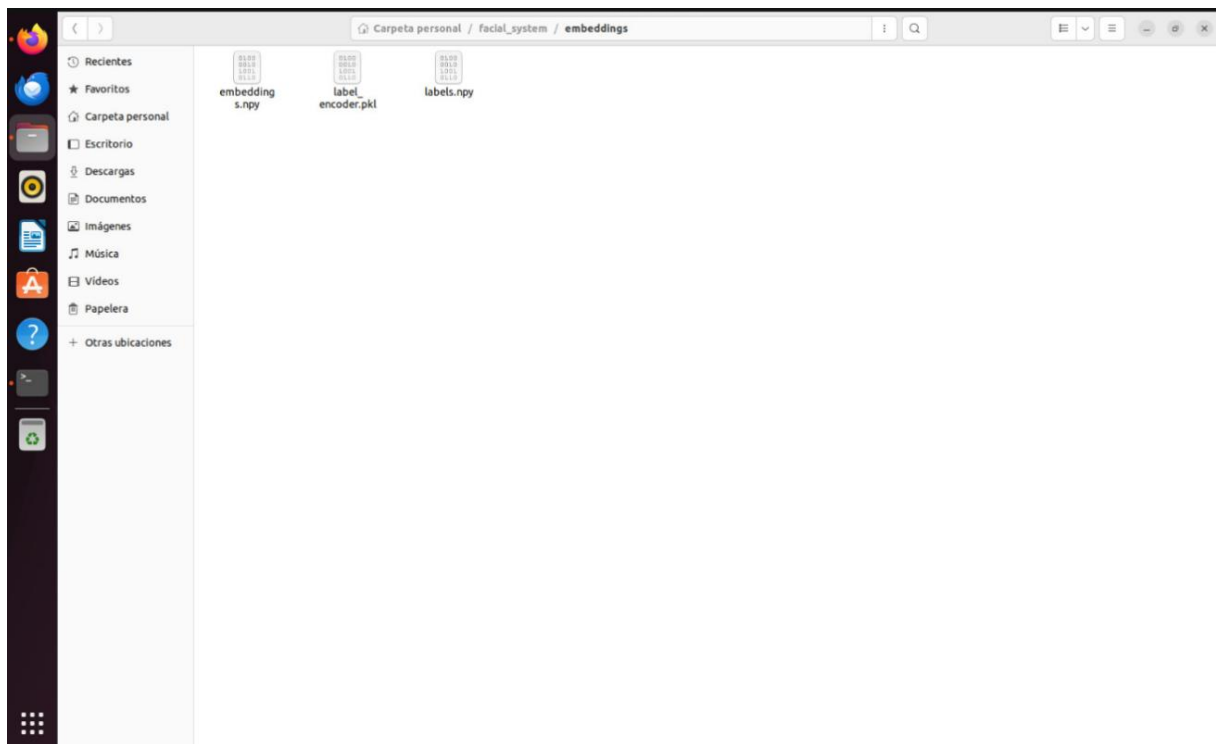 Carpeta personal / facial_system / embeddings
Recientes
Favoritos
Carpeta personal
Escritorio
Descargas
Documentos
Imágenes
Música
Vídeos
Papelera
+ Otras ubicaciones
embedding
s.npy
label_
encoder.pkl
labels.npy